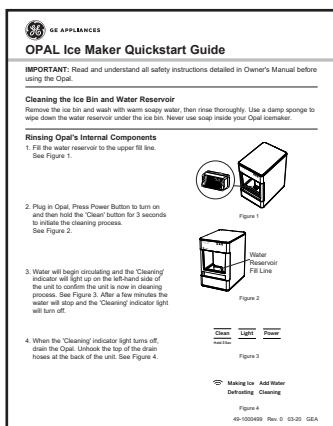 GE APPLIANCES
OPAL Ice Maker Quickstart Guide
IMPORTANT: Read and understand all safety instructions detailed in Owner's Manual before
using the Opal.
Cleaning the Ice Bin and Water Reservoir
Remove the ice bin and wash with warm soapy water, then rinse thoroughly. Use a damp sponge to
wipe down the water reservoir under the ice bin. Never use soap inside your Opal icemaker.
Rinsing Opal's Internal Components
1. Fill the water reservoir to the upper fill line.
See Figure 1.
Figure 1
2. Plug in Opal, Press Power Button to turn on
and then hold the 'Clean' button for 3 seconds
to initiate the cleaning process.
See Figure 2.
Water
Reservoir
Fill Line
Figure 2
3. Water will begin circulating and the 'Cleaning'
indicator will light up on the left-hand side of
the unit to confirm the unit is now in cleaning
process. See Figure 3. After a few minutes the
water will stop and the 'Cleaning' indicator light
will turn off.
Clean Light Power
Hold 3 Sec
Figure 3
4. When the 'Cleaning' indicator light turns off,
drain the Opal. Unhook the top of the drain
hoses at the back of the unit. See Figure 4.
Making Ice Add Water
Defrosting Cleaning
Figure 4
49-1000499 Rev. 0 03-20 GEA